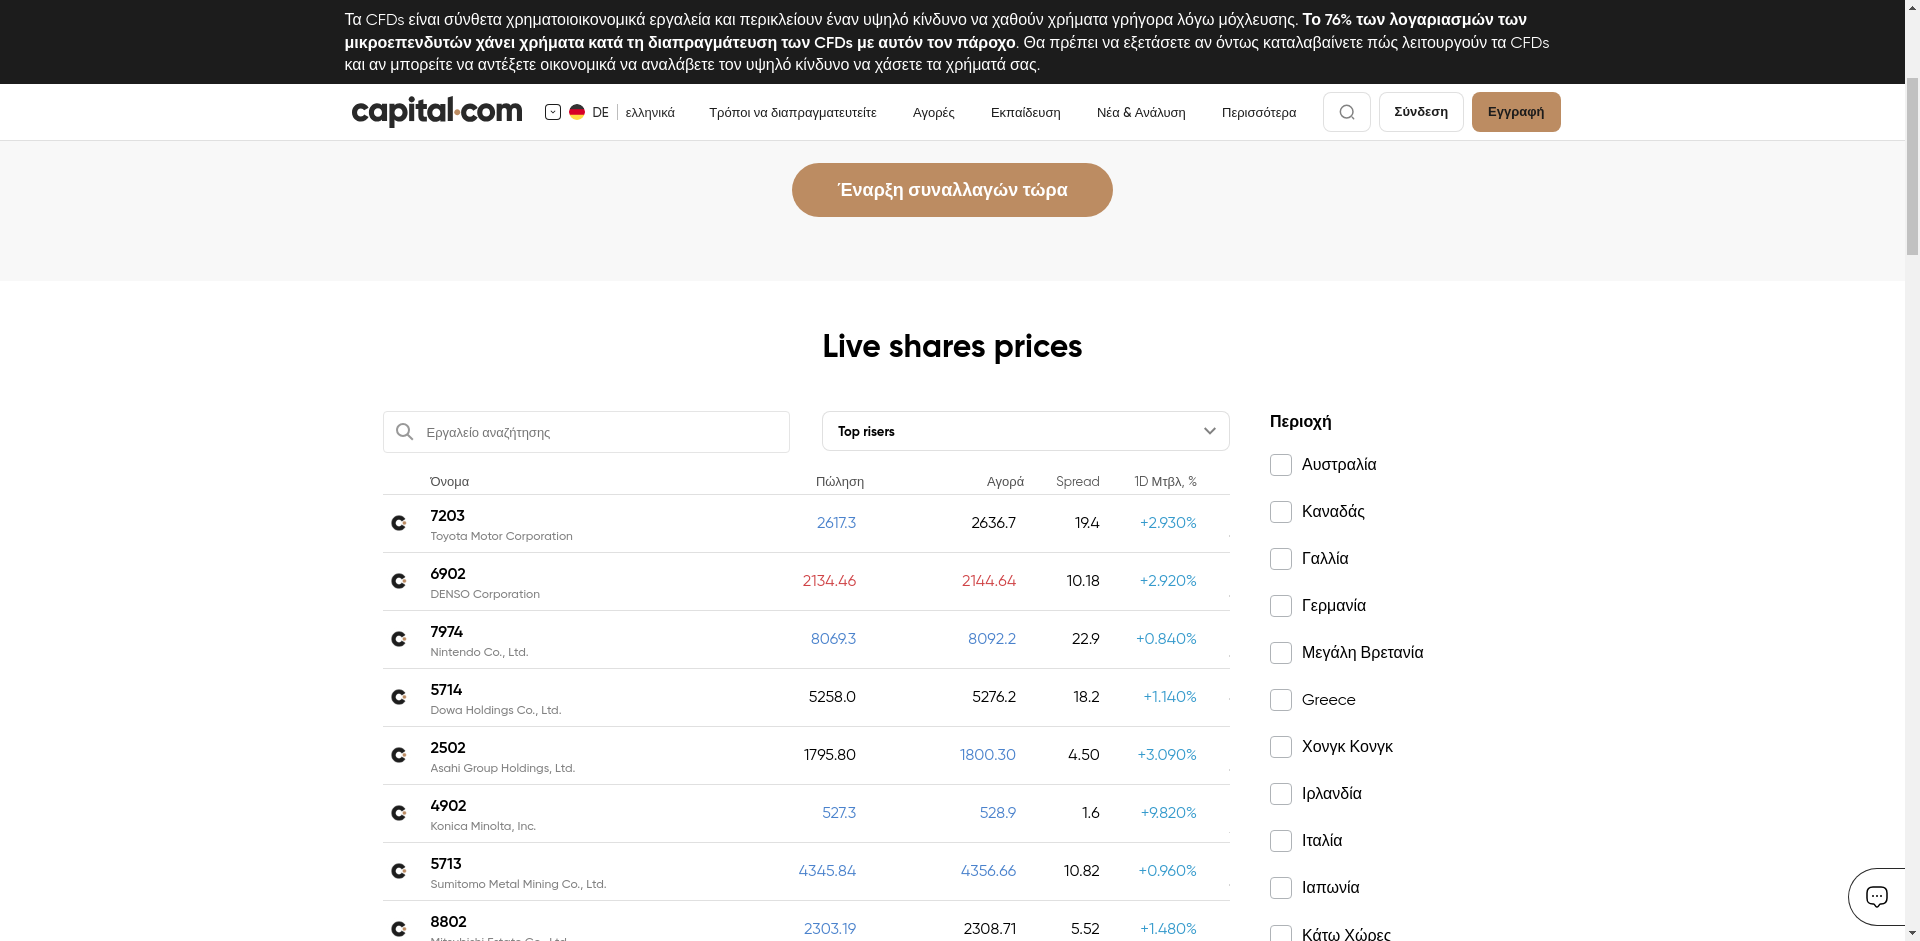 Τα CFDs είναι σύνθετα χρηματοιοικονομικά εργαλεία και περικλείουν έναν υψηλό κίνδυνο να χαθούν χρήματα γρήγορα λόγω μόχλευσης. Το 76% των λογαριασμών των
μικροεπενδυτών χάνει χρήματα κατά τη διαπραγμάτευση των CFDs με αυτόν τον πάροχο. Θα πρέπει να εξετάσετε αν όντως καταλαβαίνετε πώς λειτουργούν τα CFDs
και αν μπορείτε να αντέξετε οικονομικά να αναλάβετε τον υψηλό κίνδυνο να χάσετε τα χρήματά σας.
capital.com DE ελληνικά Τρόποι να διαπραγματευτείτε Αγορές Εκπαίδευση Νέα & Ανάλυση Περισσότερα Σύνδεση Εγγραφή
Έναρξη συναλλαγών τώρα
Live shares prices
Εργαλείο αναζήτησης
Top risers
Όνομα Πώληση Αγορά Spread 1D Μτβλ, %
7203 2617.3 2636.7 19.4 +2.930%
Toyota Motor Corporation
6902 2134.46 2144.64 10.18 +2.920%
DENSO Corporation
7974 8069.3 8092.2 22.9 +0.840%
Nintendo Co., Ltd.
5714 5258.0 5276.2 18.2 +1.140%
Dowa Holdings Co., Ltd.
2502 1795.80 1800.30 4.50 +3.090%
Asahi Group Holdings, Ltd.
4902 527.3 528.9 1.6 +9.820%
Konica Minolta, Inc.
5713 4345.84 4356.66 10.82 +0.960%
Sumitomo Metal Mining Co., Ltd.
8802 2303.19 2308.71 5.52 +1.480%
Mitsubishi Estate Co., Ltd.
Περιοχή
Αυστραλία
Καναδάς
Γαλλία
Γερμανία
Μεγάλη Βρετανία
Greece
Χονγκ Κονγκ
Ιρλανδία
Ιταλία
Ιαπωνία
Κάτω Χώρες